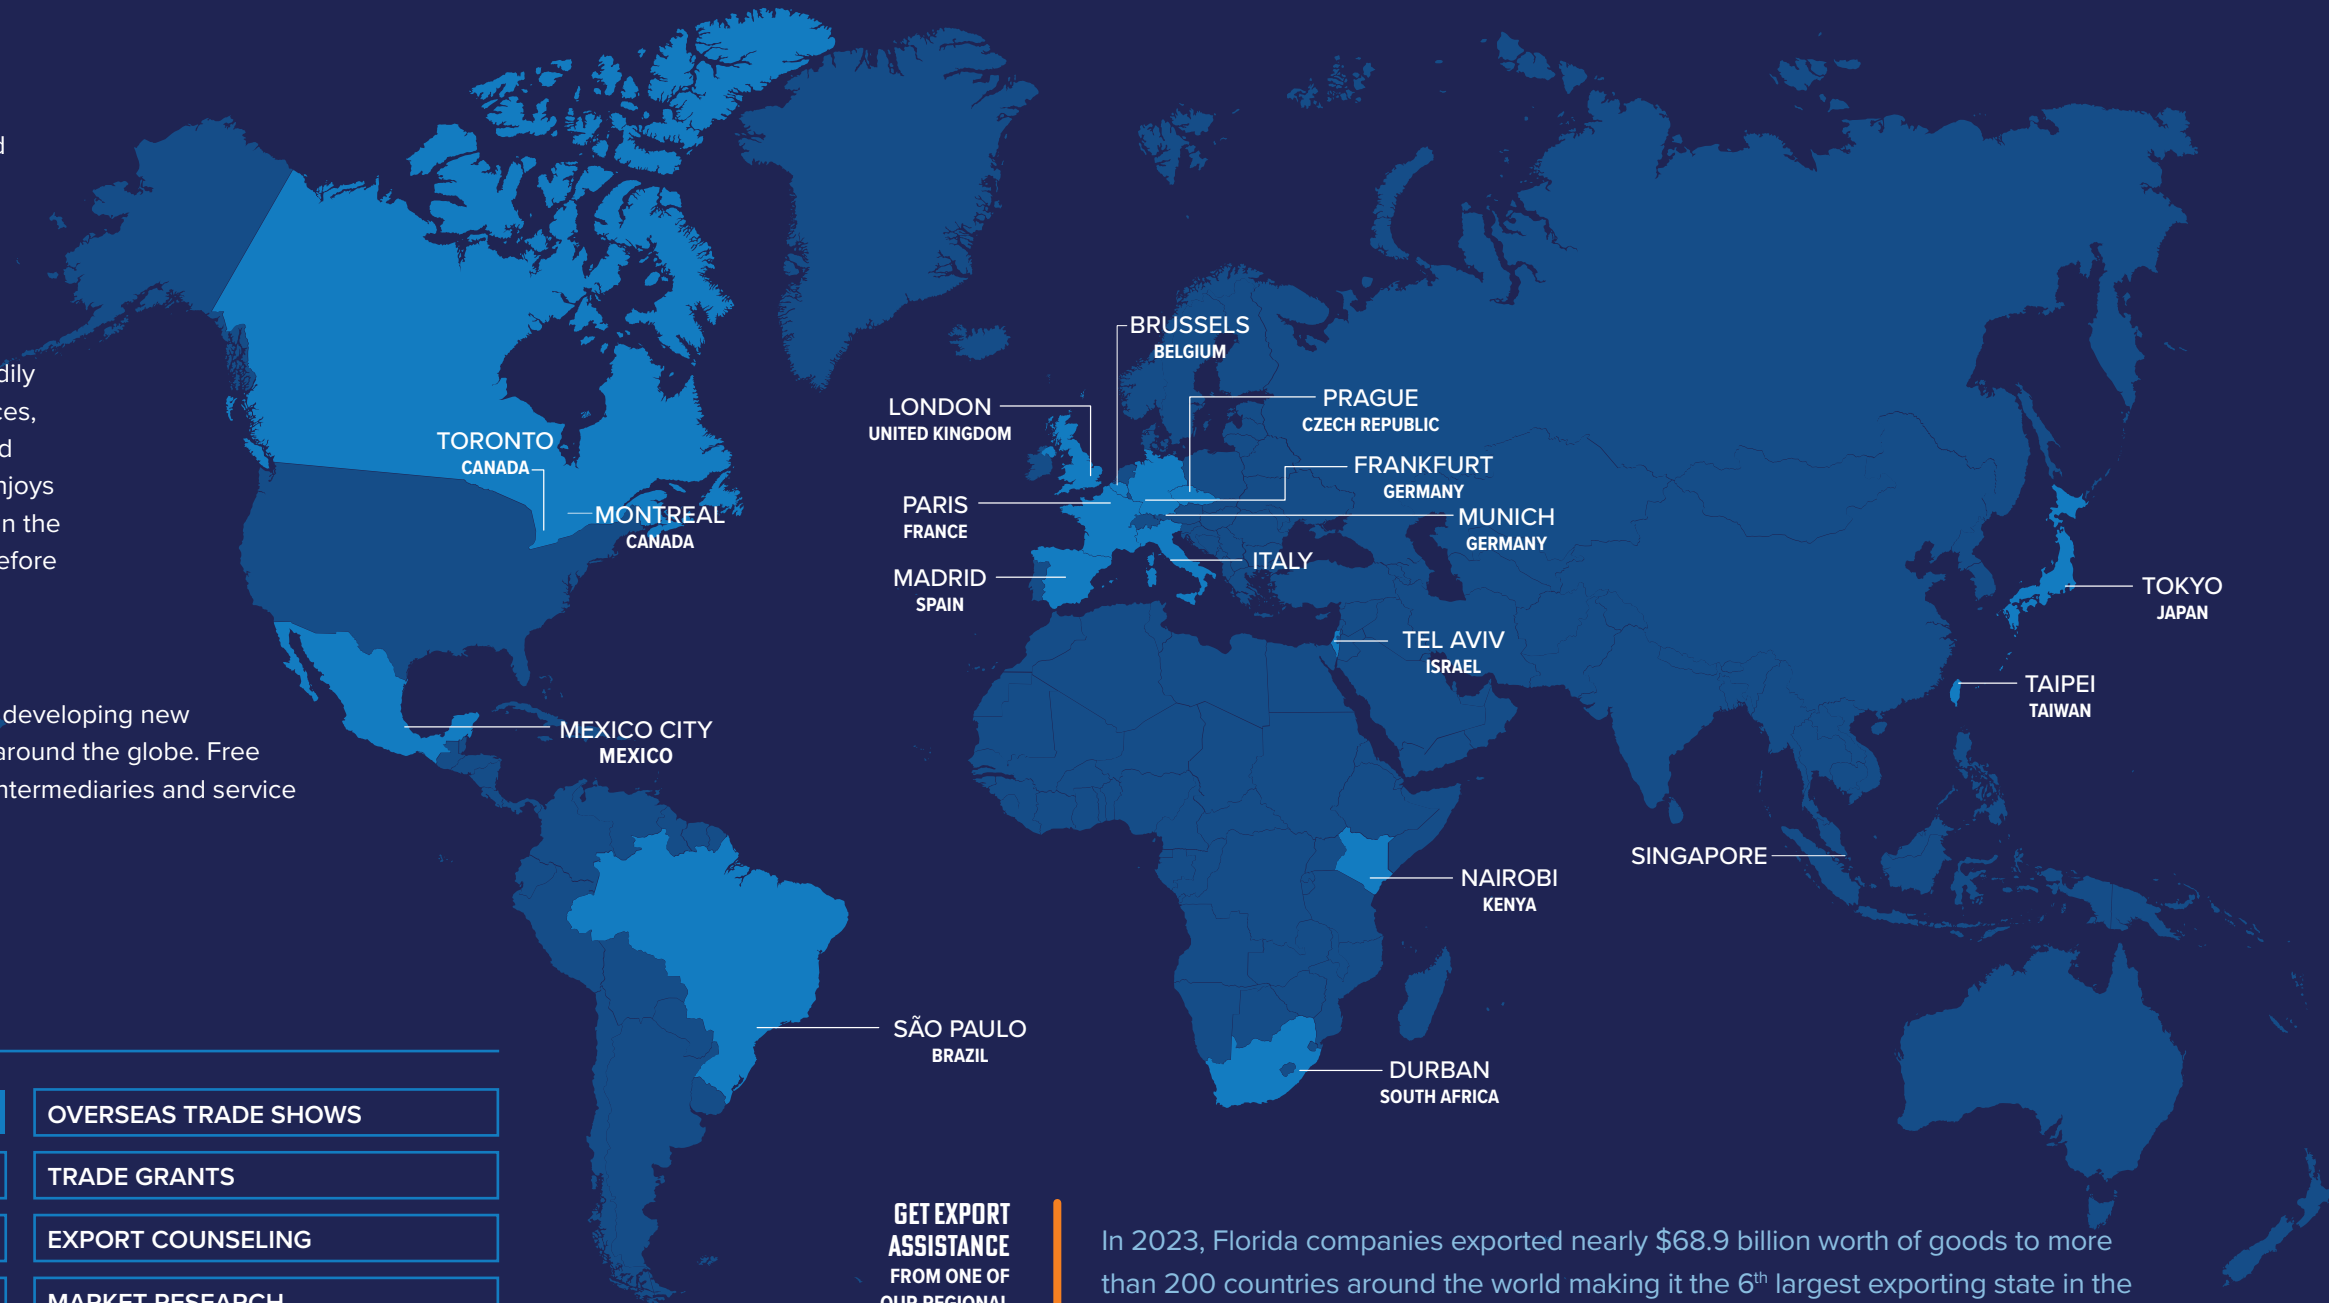 dily
ces,
d
njoys
n the
efore
developing new
around the globe. Free
ntermediaries and service
TORONTO
CANADA
MONTREAL
CANADA
MEXICO CITY
MEXICO
SÃO PAULO
BRAZIL
BRUSSELS
BELGIUM
LONDON
UNITED KINGDOM
PRAGUE
CZECH REPUBLIC
FRANKFURT
GERMANY
PARIS
FRANCE
MUNICH
GERMANY
ITALY
MADRID
SPAIN
TEL AVIV
ISRAEL
TOKYO
JAPAN
TAIPEI
TAIWAN
SINGAPORE
NAIROBI
KENYA
DURBAN
SOUTH AFRICA
OVERSEAS TRADE SHOWS
TRADE GRANTS
EXPORT COUNSELING
MARKET RESEARCH
GET EXPORT
ASSISTANCE
FROM ONE OF
OUR REGIONAL
In 2023, Florida companies exported nearly $68.9 billion worth of goods to more
than 200 countries around the world making it the 6th largest exporting state in the